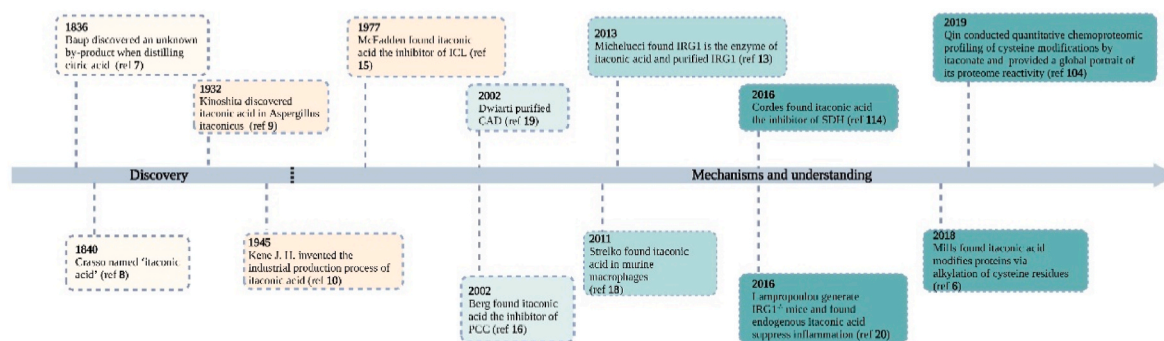 1836
Baup discovered an unknown
by-product when distilling
citric acid (ref 7)
1932
Kinoshita discovered
itaconic acid in Aspergillus
itaconicus (ref 9)
1977
McFadden found itaconic
acid the inhibitor of ICL (ref
15)
2002
Dwiarti purified
CAD (ref 19)
2013
Michelucci found IRG1 is the enzyme of
itaconic acid and purified IRG1 (ref 13)
2016
Cordes found itaconic acid
the inhibitor of SDH (ref 114)
2019
Qin conducted quantitative chemoproteomic
profiling of cysteine modifications by
itaconate and provided a global portrait of
its proteome reactivity (ref 104)
Discovery
Mechanisms and understanding
1840
Crasso named ‘itaconic
acid’ (ref 8)
1945
Kene J. H. invented the
industrial production process of
itaconic acid (ref 10)
2002
Berg found itaconic
acid the inhibitor of
PCC (ref 16)
2011
Strelko found itaconic
acid in murine
macrophages
(ref 18)
2016
Lampropoulou generate
IRG1-/- mice and found
endogenous itaconic acid
suppress inflammation (ref 20)
2018
Mills found itaconic acid
modifies proteins via
alkylation of cysteine residues
(ref 6)